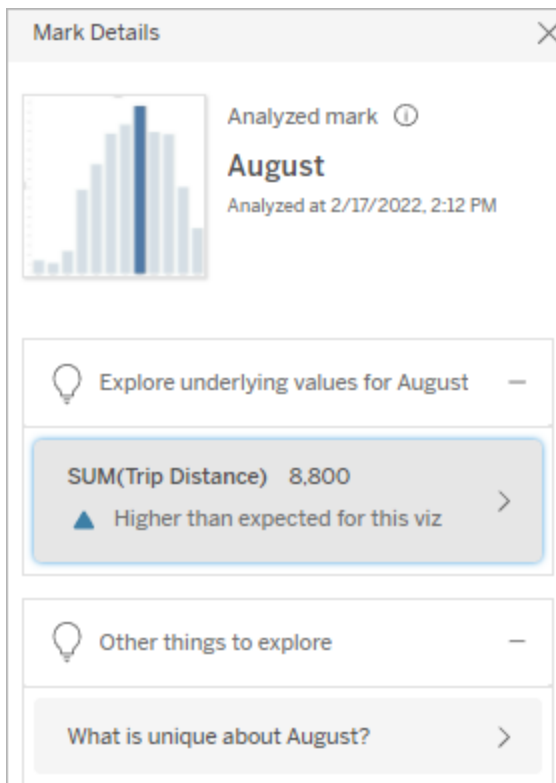 Mark Details
Analyzed mark
August
Analyzed at 2/17/2022, 2:12 PM
Explore underlying values for August
SUM(Trip Distance) 8,800
Higher than expected for this viz
Other things to explore
What is unique about August?